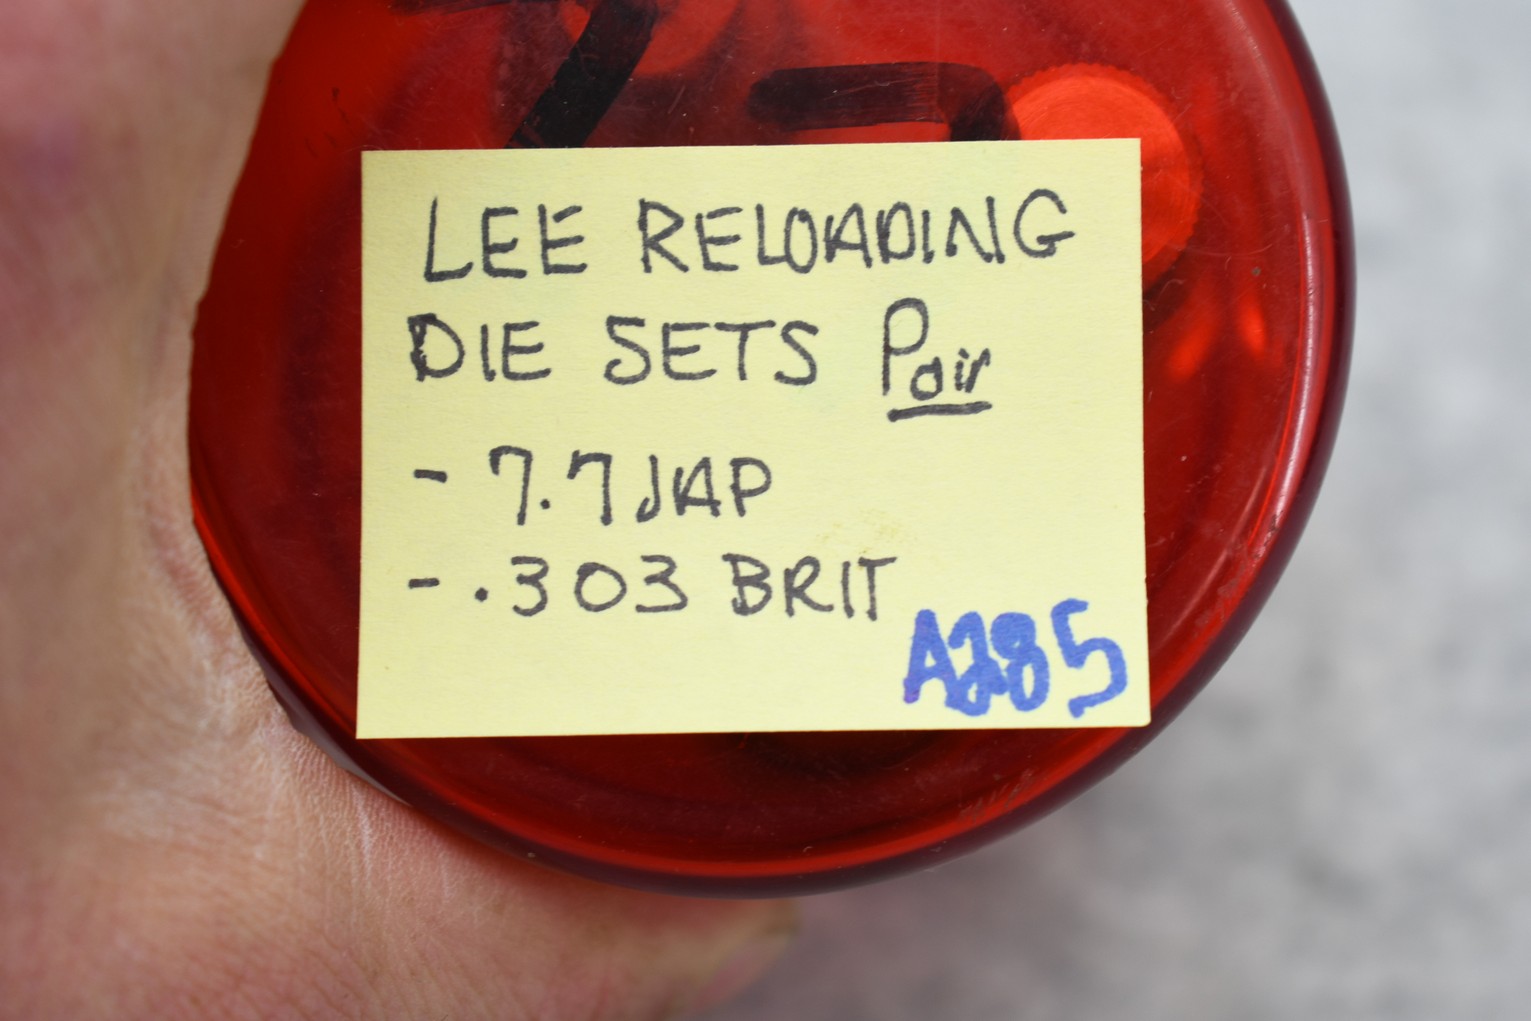 LEE RELOADING
DIE SETS Pair
- 7.7 JAP
- .303 BRIT
A285